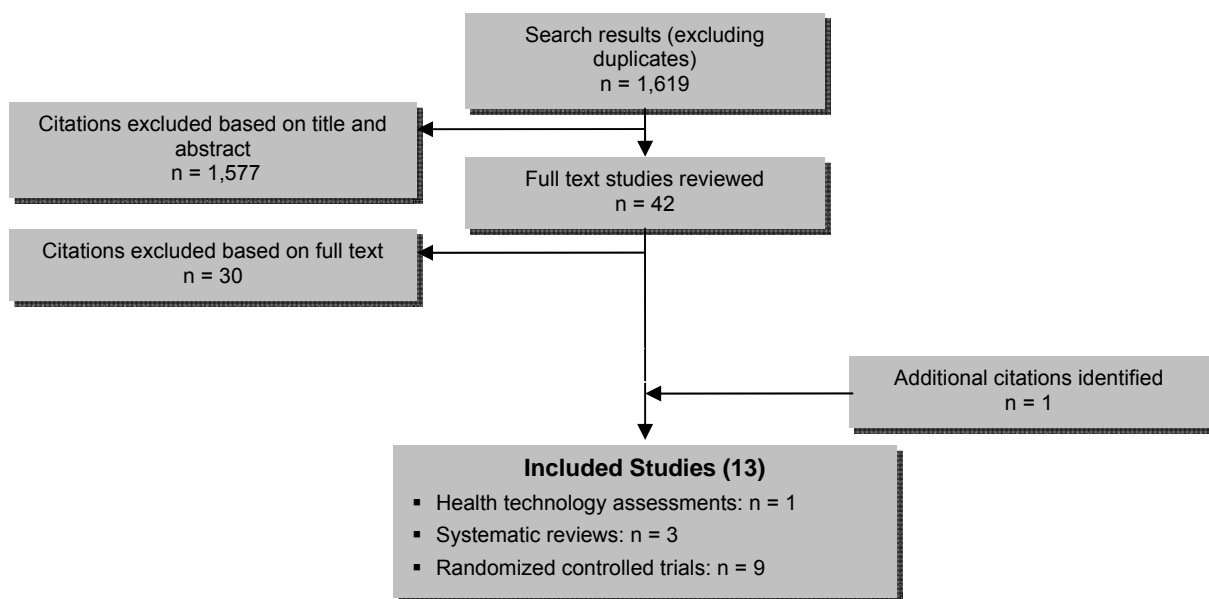 Search results (excluding
duplicates)
n = 1,619
Citations excluded based on title and
abstract
n = 1,577
Full text studies reviewed
n = 42
Citations excluded based on full text
n = 30
Additional citations identified
n = 1
Included Studies (13)
▪ Health technology assessments: n = 1
▪ Systematic reviews: n = 3
▪ Randomized controlled trials: n = 9